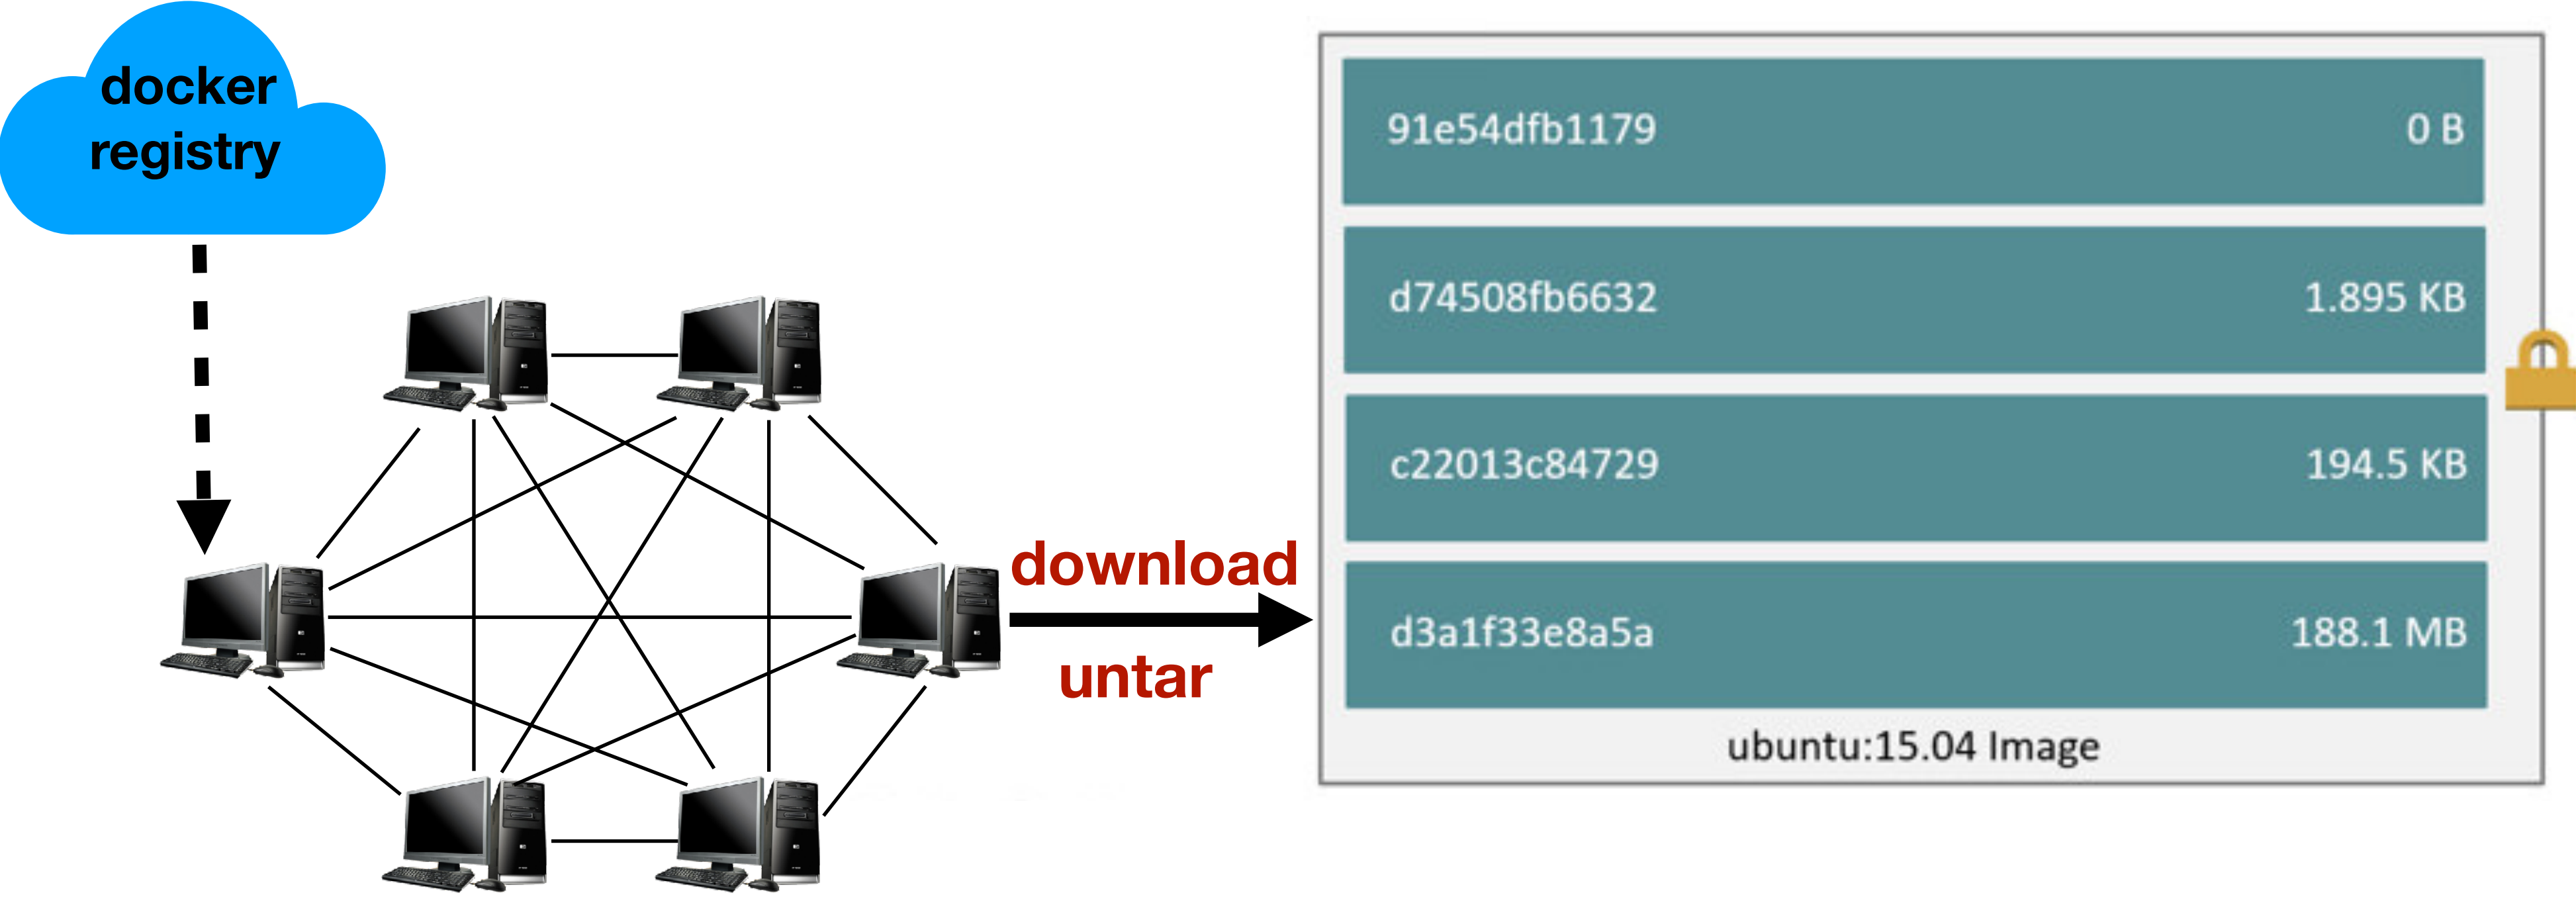 docker
registry
download
untar
91e54dfb1179 0 B
d74508fb6632 1.895 KB
c22013c84729 194.5 KB
d3a1f33e8a5a 188.1 MB
ubuntu:15.04 Image